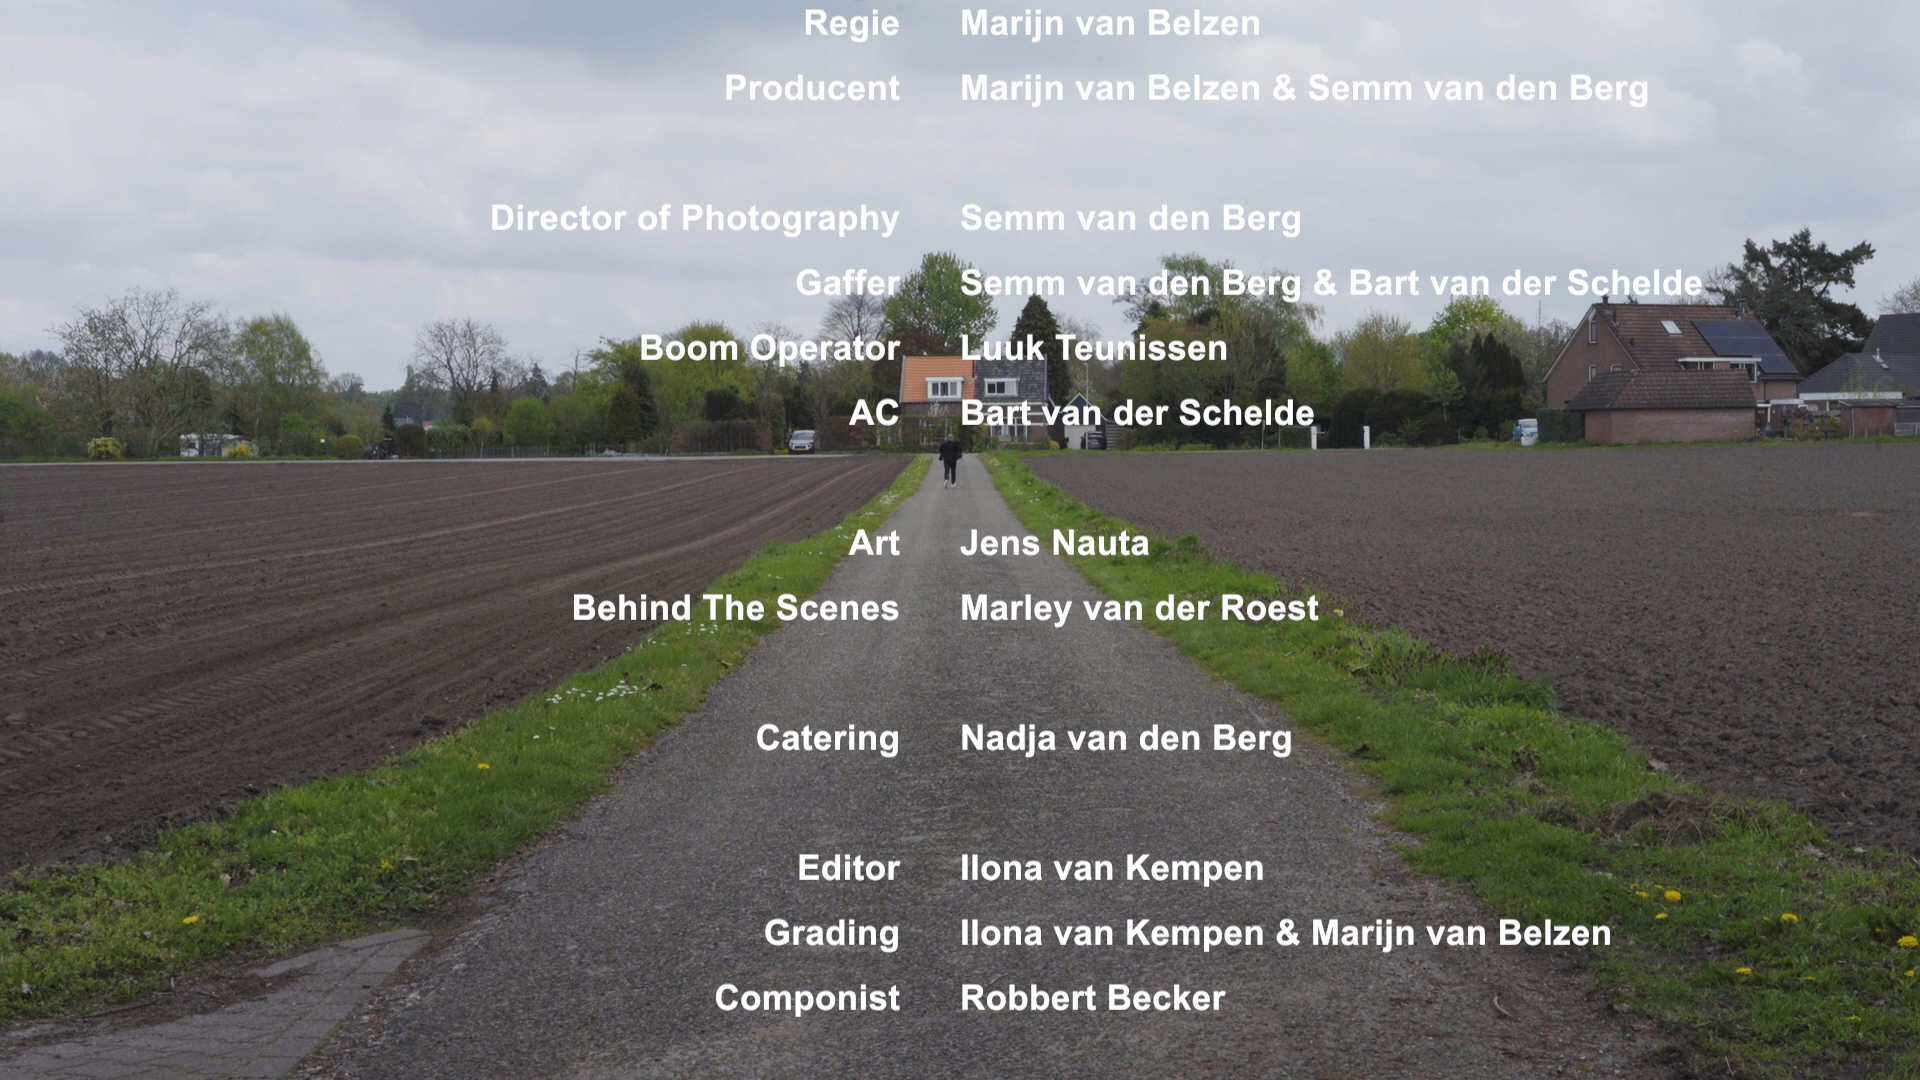 Regie Marijn van Belzen
Producent Marijn van Belzen & Semm van den Berg
Director of Photography Semm van den Berg
Gaffer Semm van den Berg & Bart van der Schelde
Boom Operator Luuk Teunissen
AC Bart van der Schelde
Art Jens Nauta
Behind The Scenes Marley van der Roest
Catering Nadja van den Berg
Editor Ilona van Kempen
Grading Ilona van Kempen & Marijn van Belzen
Componist Robbert Becker